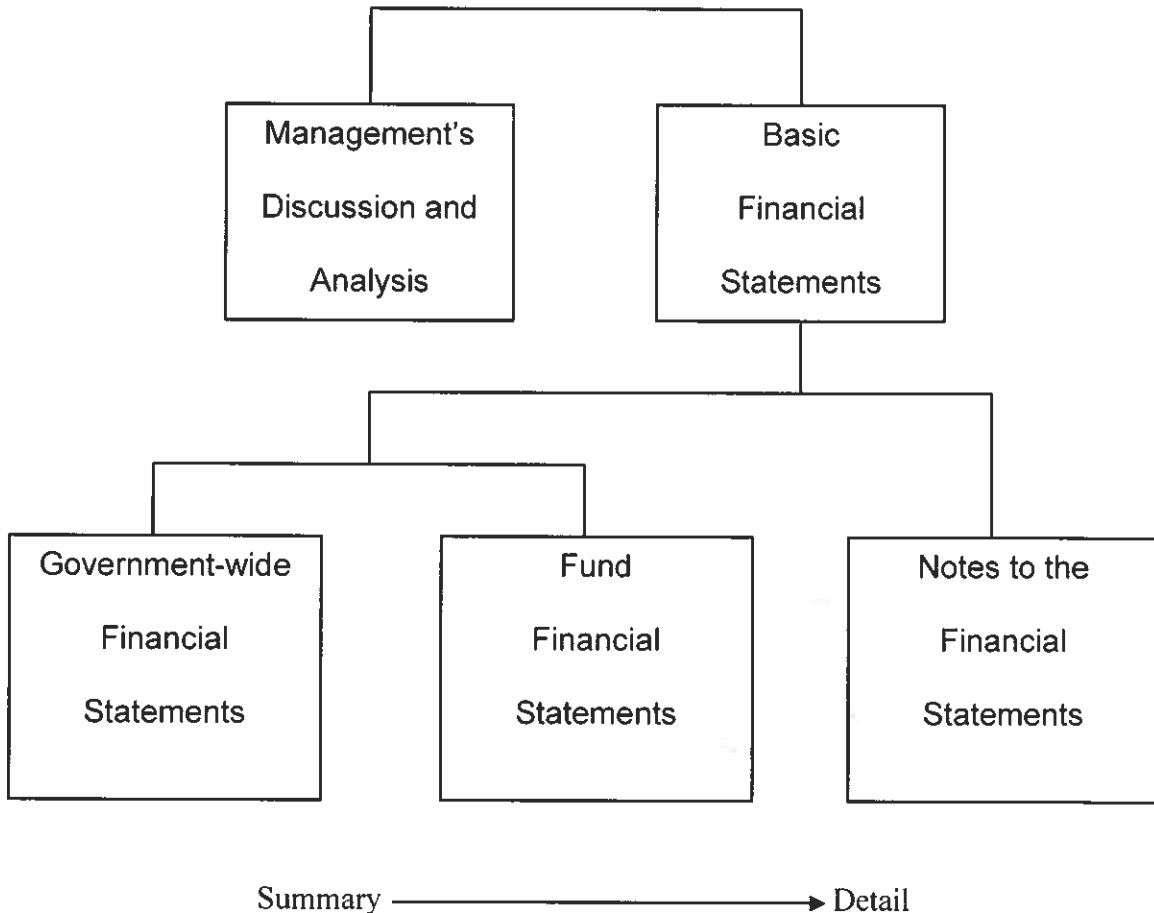 Management's
Discussion and
Analysis
Basic
Financial
Statements
Government-wide
Financial
Statements
Fund
Financial
Statements
Notes to the
Financial
Statements
Summary
Detail